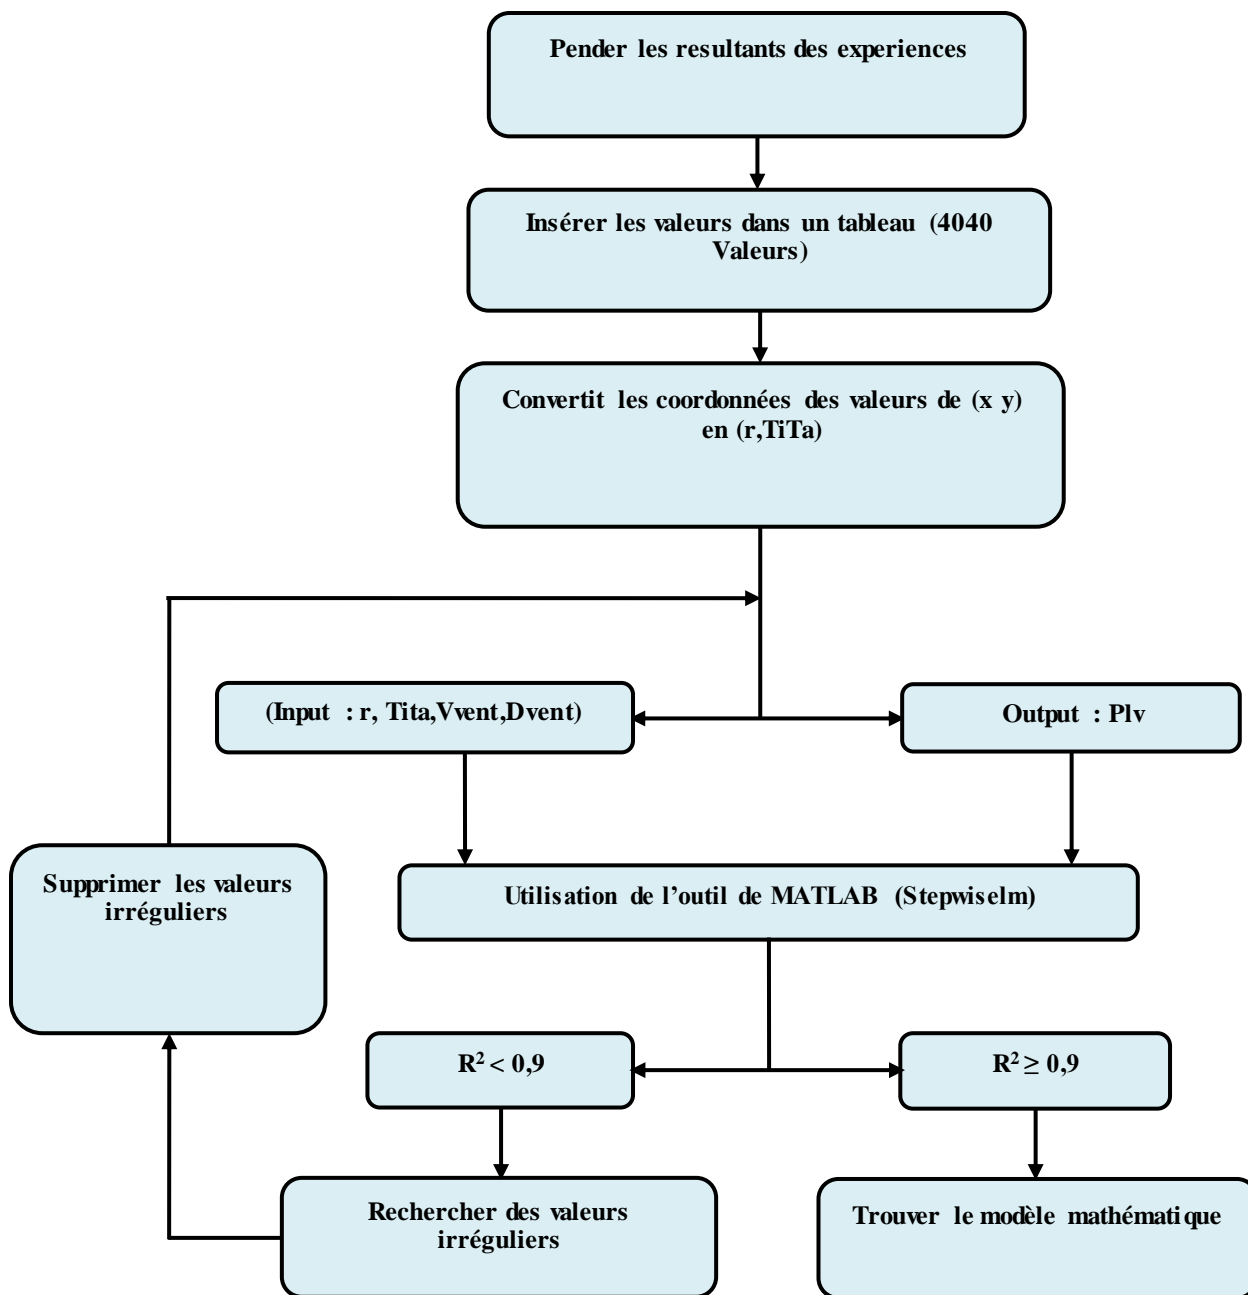 Pender les resultants des experiences
Insérer les valeurs dans un tableau (4040
Valeurs)
Convertit les coordonnées des valeurs de (x y)
en (r,TiTa)
(Input : r, Tita,Vvent,Dvent)
Output : Plv
Supprimer les valeurs
irréguliers
Utilisation de l’outil de MATLAB (Stepwiselm)
R² < 0,9
R² ≥ 0,9
Rechercher des valeurs
irréguliers
Trouver le modèle mathématique